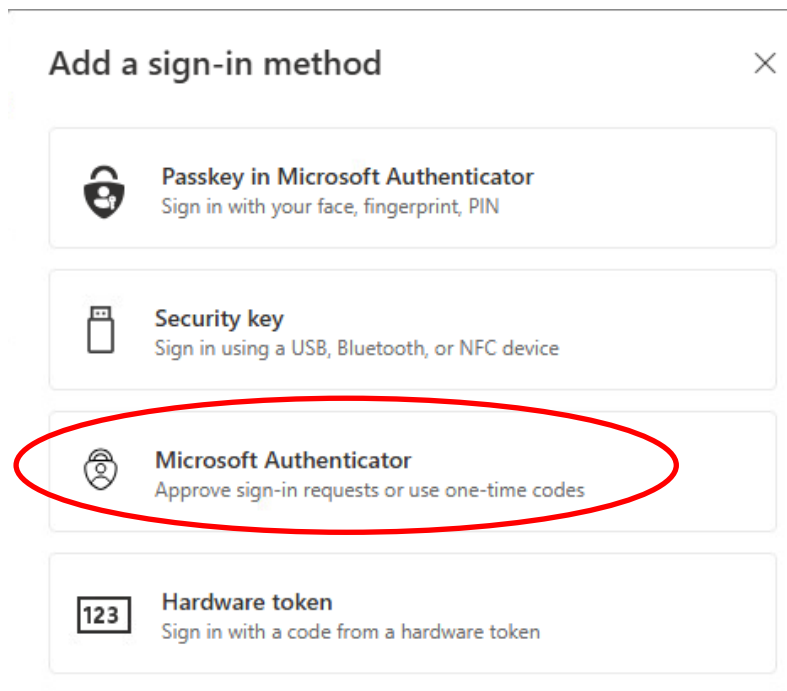 Add a sign-in method
Passkey in Microsoft Authenticator
Sign in with your face, fingerprint, PIN
Security key
Sign in using a USB, Bluetooth, or NFC device
Microsoft Authenticator
Approve sign-in requests or use one-time codes
123
Hardware token
Sign in with a code from a hardware token